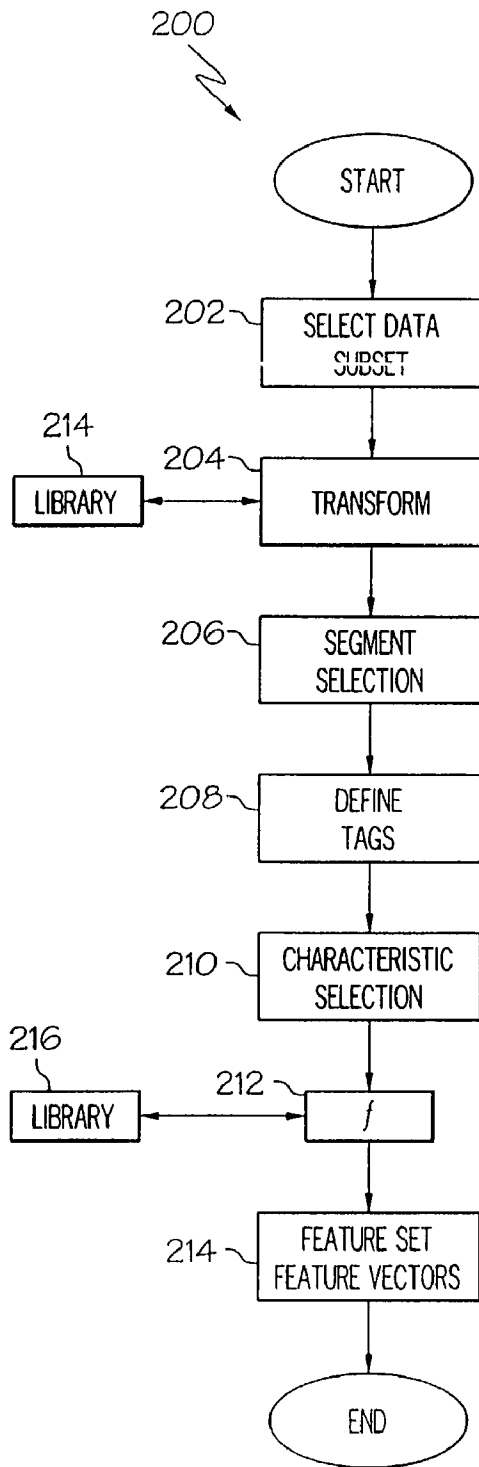 200
START
202
SELECT DATA
SUBSET
214
LIBRARY
204
TRANSFORM
206
SEGMENT
SELECTION
208
DEFINE
TAGS
210
CHARACTERISTIC
SELECTION
216
LIBRARY
212
f
214
FEATURE SET
FEATURE VECTORS
END